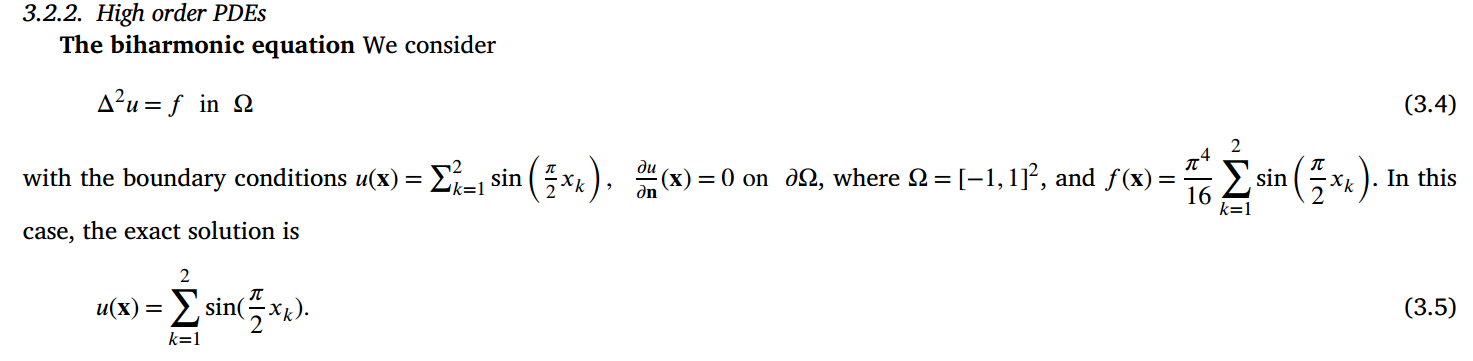 3.2.2. High order PDEs
The biharmonic equation We consider
Δ²u = f in Ω (3.4)
with the boundary conditions u(𝐱) = ∑²ₖ₌₁ sin(π/2 xₖ), ∂u/∂𝐧(𝐱) = 0 on ∂Ω, where Ω = [−1, 1]², and f(𝐱) = π⁴/16 ∑²ₖ₌₁ sin(π/2 xₖ). In this
case, the exact solution is
u(𝐱) = ∑²ₖ₌₁ sin(π/2 xₖ). (3.5)